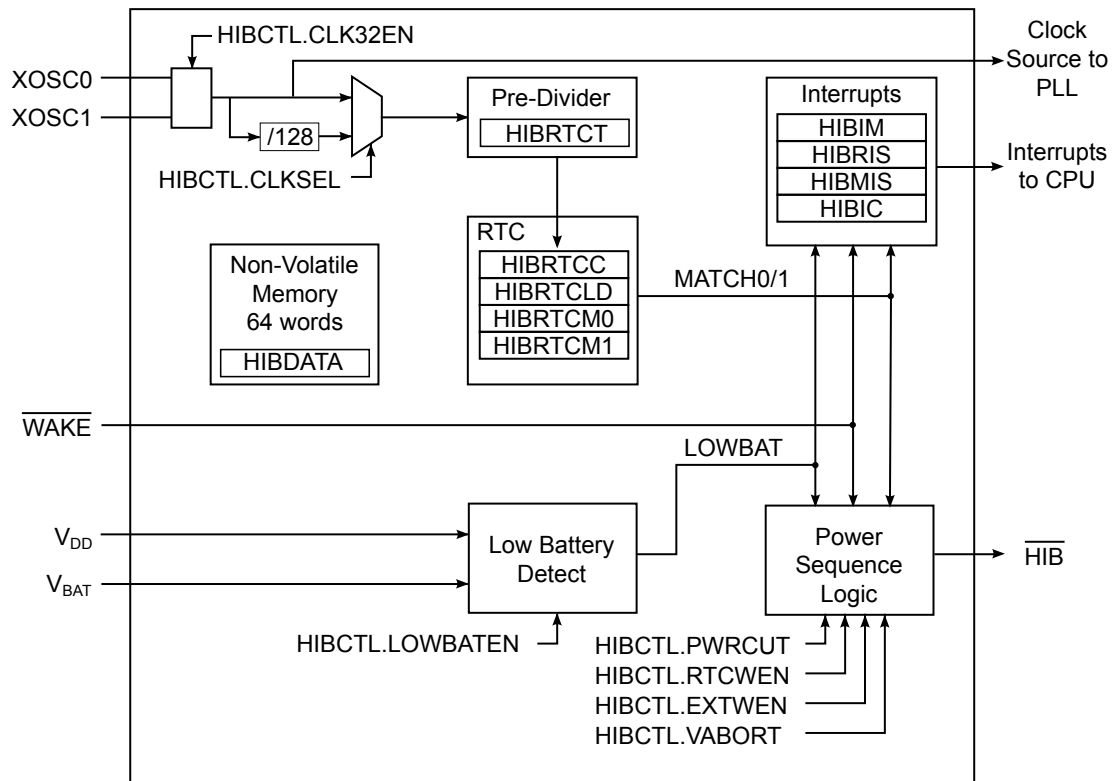 HIBCTL.CLK32EN
XOSC0
XOSC1
/128
HIBCTL.CLKSEL
Pre-Divider
HIBRTCT
Interrupts
HIBIM
HIBRIS
HIBMIS
HIBIC
Clock
Source to
PLL
Interrupts
to CPU
Non-Volatile
Memory
64 words
HIBDATA
RTC
HIBRTCC
HIBRTCLD
HIBRTCM0
HIBRTCM1
MATCH0/1
WAKE
LOWBAT
VDD
VBAT
Low Battery
Detect
HIBCTL.LOWBATEN
Power
Sequence
Logic
HIB
HIBCTL.PWRCUT
HIBCTL.RTCWEN
HIBCTL.EXTWEN
HIBCTL.VABORT